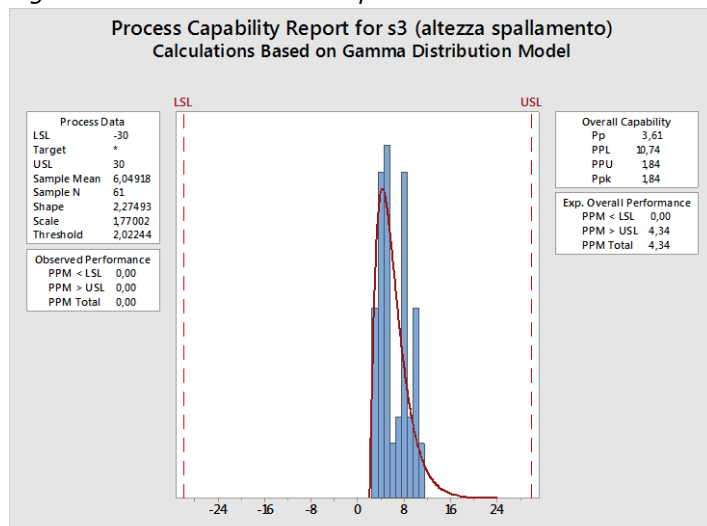 Process Capability Report for s3 (altezza spallamento)
Calculations Based on Gamma Distribution Model
LSL
USL
Process Data
LSL -30
Target *
USL 30
Sample Mean 6,04918
Sample N 61
Shape 2,27493
Scale 1,77002
Threshold 2,02244
Observed Performance
PPM < LSL 0,00
PPM > USL 0,00
PPM Total 0,00
Overall Capability
Pp 3,61
PPL 10,74
PPU 1,84
Ppk 1,84
Exp. Overall Performance
PPM < LSL 0,00
PPM > USL 4,34
PPM Total 4,34
-24 -16 -8 0 8 16 24